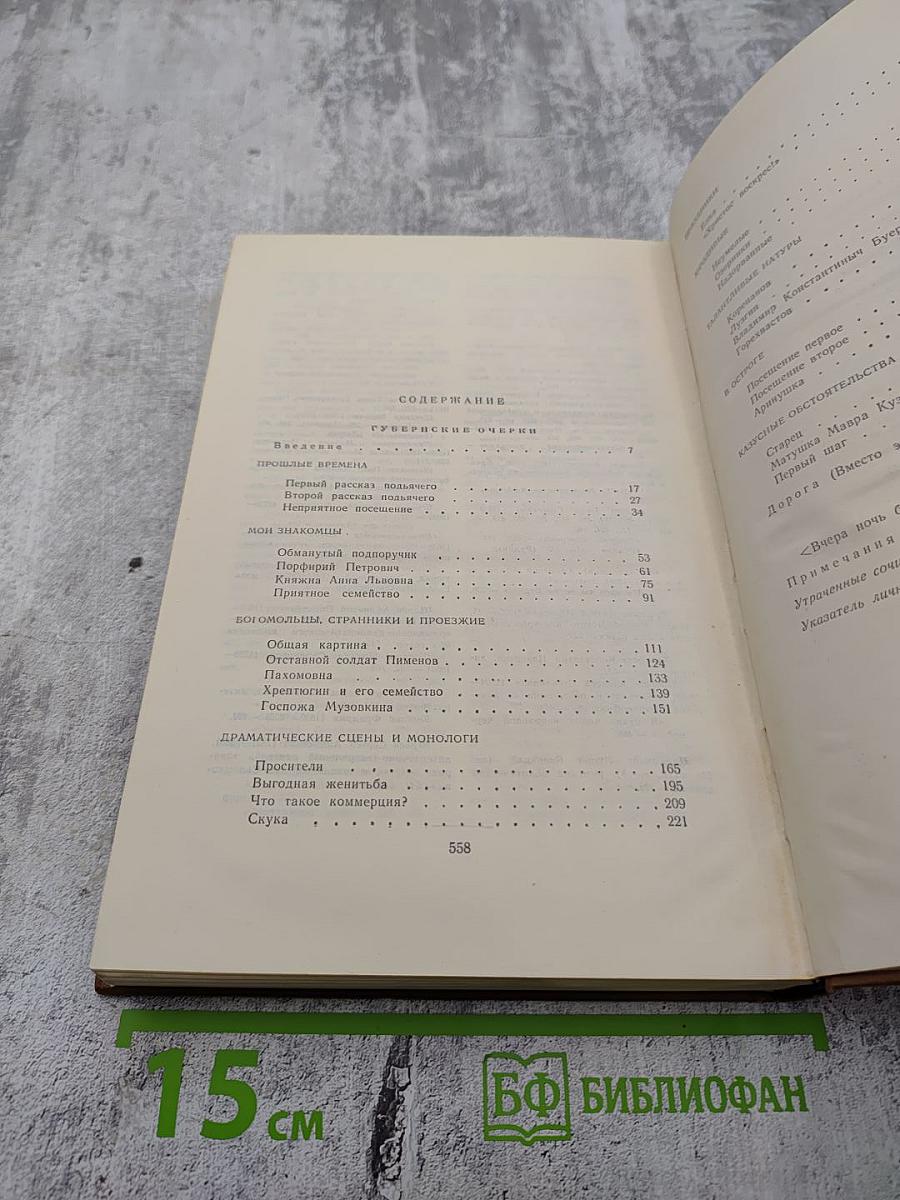 СОДЕРЖАНИЕ
ГУБЕРНСКИЕ ОЧЕРКИ
Введение . . . . . . . . . . . . . . . . . . 7
ПРОШЛЫЕ ВРЕМЕНА
Первый рассказ подьячего . . . . . . . . . . . 17
Второй рассказ подьячего . . . . . . . . . . . 27
Неприятное посещение . . . . . . . . . . . . . 34
МОИ ЗНАКОМЦЫ
Обманутый подпоручик . . . . . . . . . . . . . 53
Порфирий Петрович . . . . . . . . . . . . . . 61
Княжна Анна Львовна . . . . . . . . . . . . . 75
Приятное семейство . . . . . . . . . . . . . . 91
БОГОМОЛЬЦЫ, СТРАННИКИ И ПРОЕЗЖИЕ
Общая картина . . . . . . . . . . . . . . . . 111
Отставной солдат Пименов . . . . . . . . . . . 124
Пахомовна . . . . . . . . . . . . . . . . . 133
Хрептюгин и его семейство . . . . . . . . . . 139
Госпожа Музовкина . . . . . . . . . . . . . . 151
ДРАМАТИЧЕСКИЕ СЦЕНЫ И МОНОЛОГИ
Просители . . . . . . . . . . . . . . . . . 165
Выгодная женитьба . . . . . . . . . . . . . . 195
Что такое коммерция? . . . . . . . . . . . . . 209
Скука . . . . . . . . . . . . . . . . . . . 221
558
ПРАЗДНИКИ
Елка
«Христос воскрес!»
ЮРОДИВЫЕ
Неумелые
Озорники
Надорванные
ТАЛАНТЛИВЫЕ НАТУРЫ
Корепанов
Лузгин
Владимир Константиныч Буер
Горехвастов
В ОСТРОГЕ
Посещение первое
Посещение второе
Аринушка
КАЗУСНЫЕ ОБСТОЯТЕЛЬСТВА
Старец
Матушка Мавра Куз
Первый шаг
Дорога (Вместо э
<Вчера ночь
Примечания
Утраченные сочи
Указатель личн
15 см
БФ БИБЛИОФАН